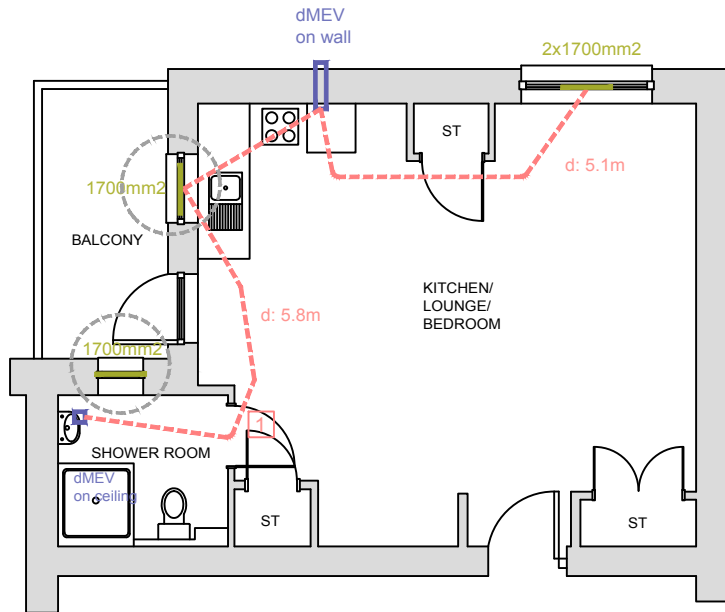 dMEV
on wall
2x1700mm2
ST
d: 5.1m
1700mm2
BALCONY
KITCHEN/
LOUNGE/
BEDROOM
d: 5.8m
1700mm2
1
SHOWER ROOM
dMEV
on ceiling
ST
ST